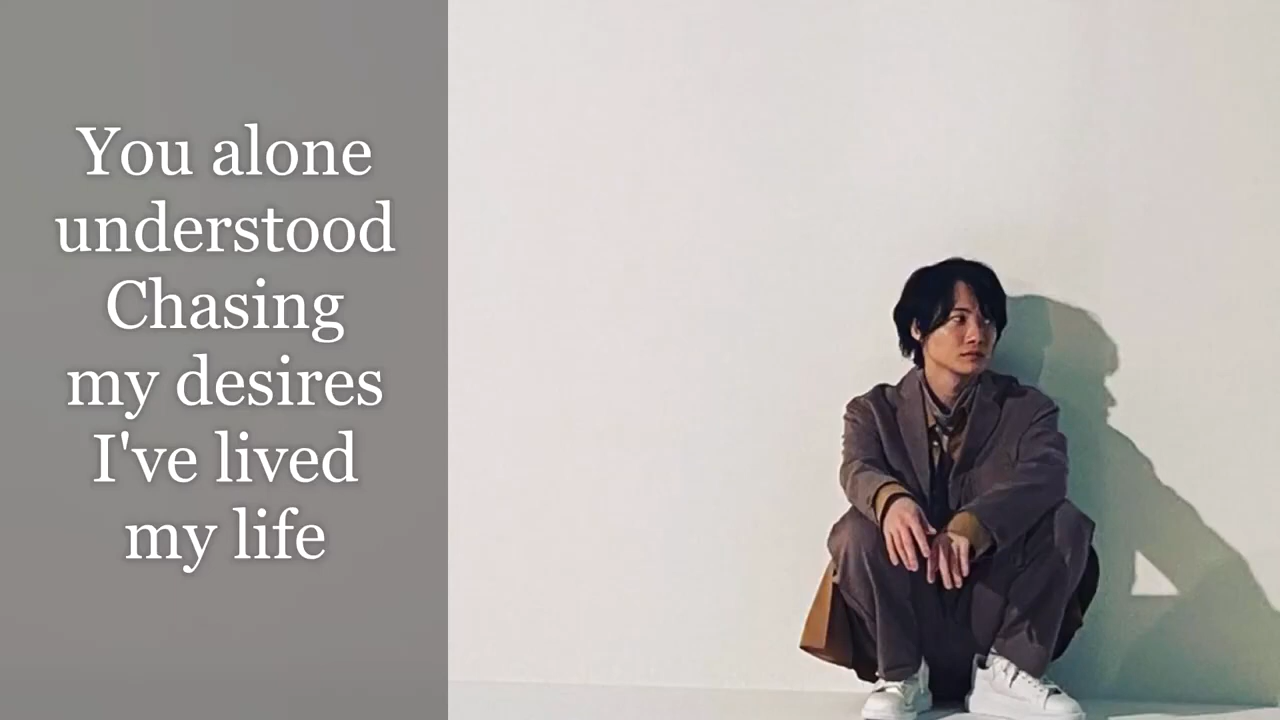 You alone
understood
Chasing
my desires
I've lived
my life